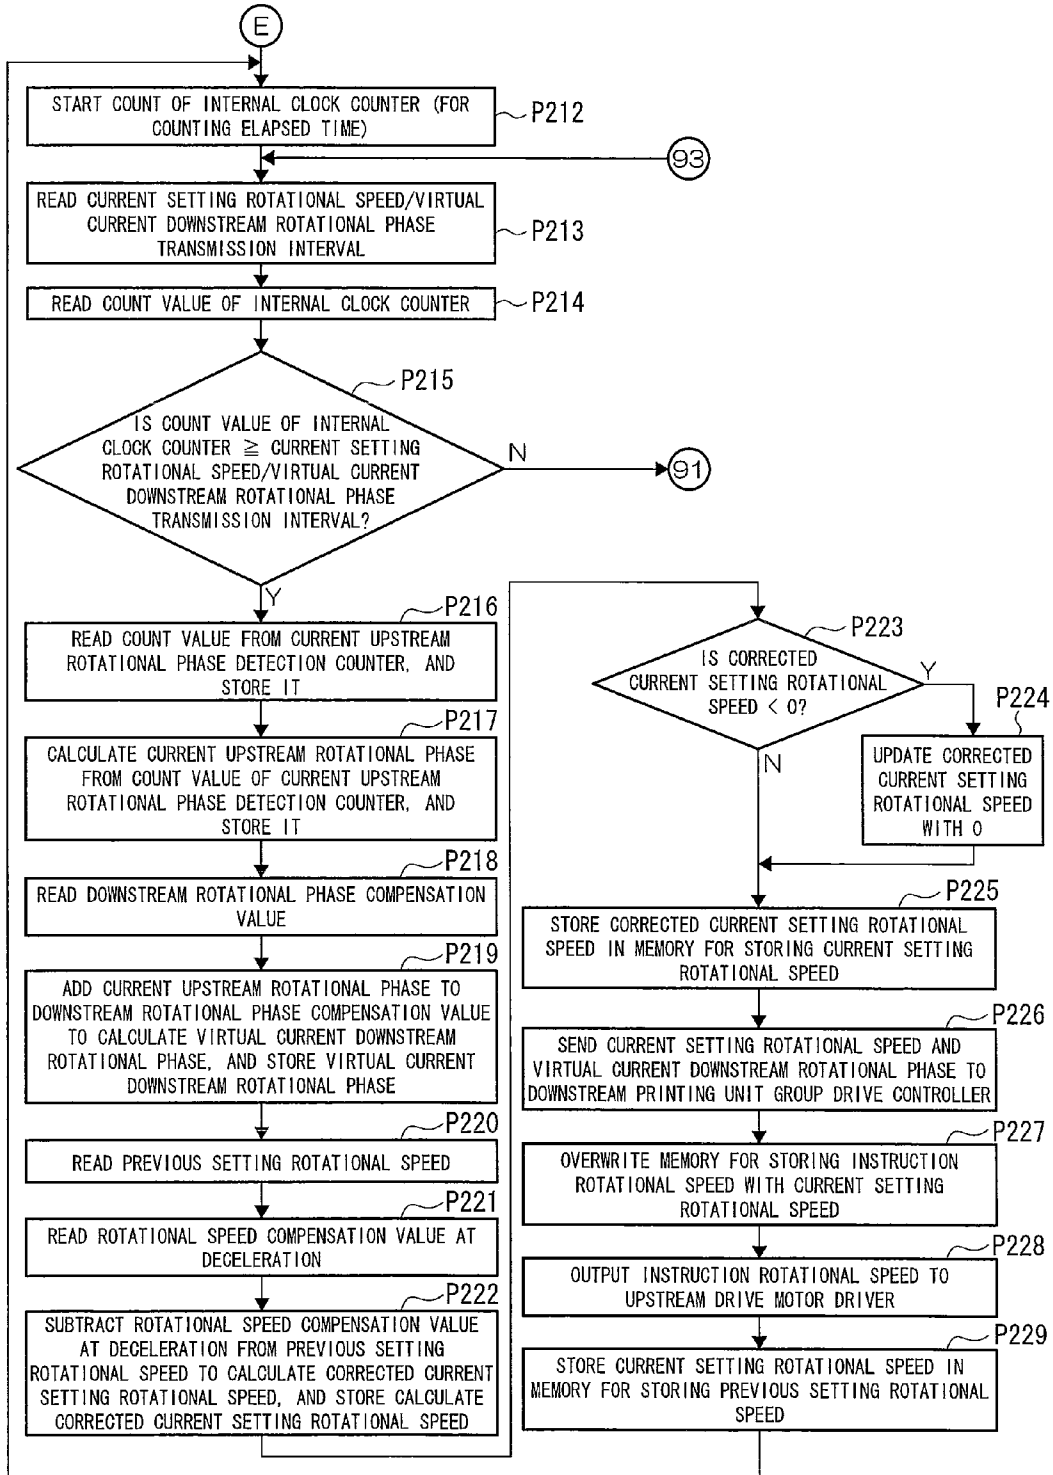 E
START COUNT OF INTERNAL CLOCK COUNTER (FOR
COUNTING ELAPSED TIME)
P212
93
READ CURRENT SETTING ROTATIONAL SPEED/VIRTUAL
CURRENT DOWNSTREAM ROTATIONAL PHASE
TRANSMISSION INTERVAL
P213
READ COUNT VALUE OF INTERNAL CLOCK COUNTER
P214
P215
IS COUNT VALUE OF INTERNAL
CLOCK COUNTER ≧ CURRENT SETTING
ROTATIONAL SPEED/VIRTUAL CURRENT
DOWNSTREAM ROTATIONAL PHASE
TRANSMISSION INTERVAL?
N
91
Y
P216
READ COUNT VALUE FROM CURRENT UPSTREAM
ROTATIONAL PHASE DETECTION COUNTER, AND
STORE IT
P217
CALCULATE CURRENT UPSTREAM ROTATIONAL PHASE
FROM COUNT VALUE OF CURRENT UPSTREAM
ROTATIONAL PHASE DETECTION COUNTER, AND
STORE IT
P218
READ DOWNSTREAM ROTATIONAL PHASE COMPENSATION
VALUE
P219
ADD CURRENT UPSTREAM ROTATIONAL PHASE TO
DOWNSTREAM ROTATIONAL PHASE COMPENSATION VALUE
TO CALCULATE VIRTUAL CURRENT DOWNSTREAM
ROTATIONAL PHASE, AND STORE VIRTUAL CURRENT
DOWNSTREAM ROTATIONAL PHASE
P220
READ PREVIOUS SETTING ROTATIONAL SPEED
P221
READ ROTATIONAL SPEED COMPENSATION VALUE AT
DECELERATION
P222
SUBTRACT ROTATIONAL SPEED COMPENSATION VALUE
AT DECELERATION FROM PREVIOUS SETTING
ROTATIONAL SPEED TO CALCULATE CORRECTED CURRENT
SETTING ROTATIONAL SPEED, AND STORE CALCULATE
CORRECTED CURRENT SETTING ROTATIONAL SPEED
P223
IS CORRECTED
CURRENT SETTING ROTATIONAL
SPEED < 0?
Y
N
P224
UPDATE CORRECTED
CURRENT SETTING
ROTATIONAL SPEED
WITH 0
P225
STORE CORRECTED CURRENT SETTING ROTATIONAL
SPEED IN MEMORY FOR STORING CURRENT SETTING
ROTATIONAL SPEED
P226
SEND CURRENT SETTING ROTATIONAL SPEED AND
VIRTUAL CURRENT DOWNSTREAM ROTATIONAL PHASE TO
DOWNSTREAM PRINTING UNIT GROUP DRIVE CONTROLLER
P227
OVERWRITE MEMORY FOR STORING INSTRUCTION
ROTATIONAL SPEED WITH CURRENT SETTING
ROTATIONAL SPEED
P228
OUTPUT INSTRUCTION ROTATIONAL SPEED TO
UPSTREAM DRIVE MOTOR DRIVER
P229
STORE CURRENT SETTING ROTATIONAL SPEED IN
MEMORY FOR STORING PREVIOUS SETTING ROTATIONAL
SPEED